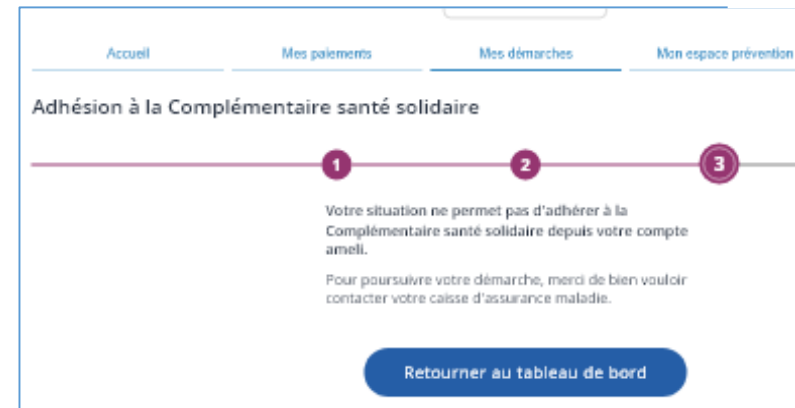 Accueil
Mes paiements
Mes démarches
Mon espace prévention
Adhésion à la Complémentaire santé solidaire
1
2
3
Votre situation ne permet pas d'adhérer à la
Complémentaire santé solidaire depuis votre compte
ameli.
Pour poursuivre votre démarche, merci de bien vouloir
contacter votre caisse d'assurance maladie.
Retourner au tableau de bord